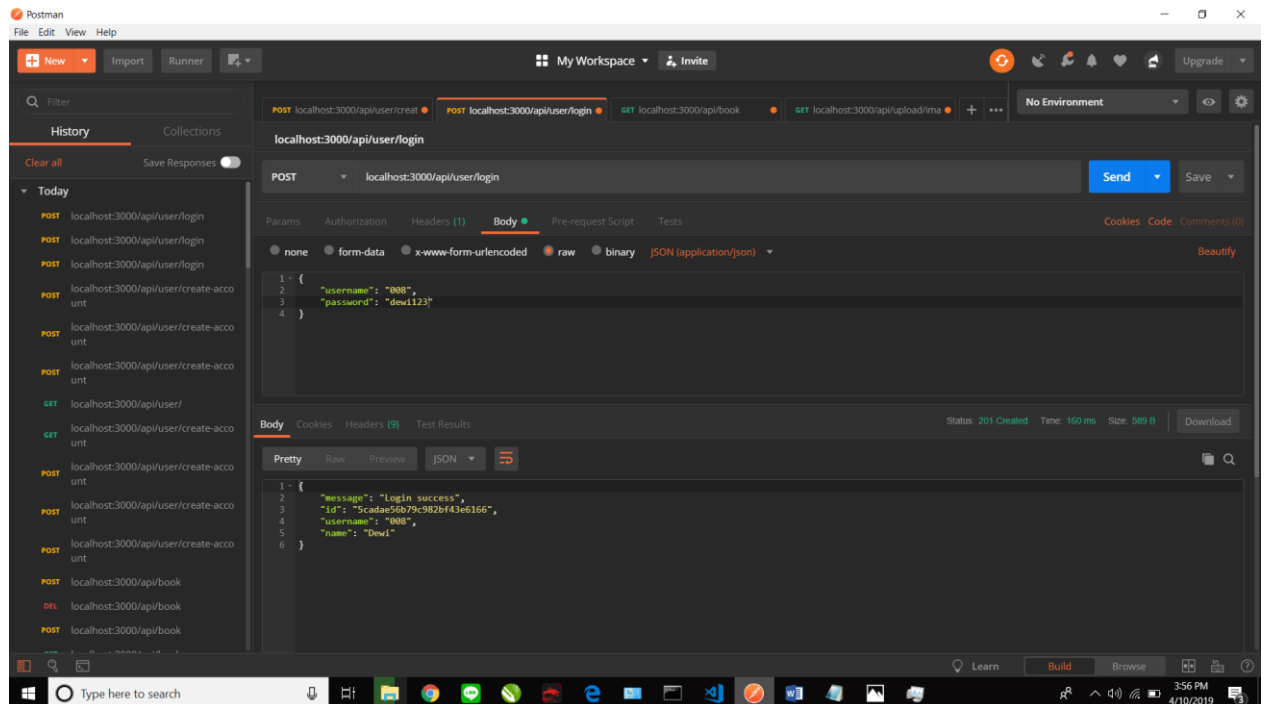 Postman
File Edit View Help
New Import Runner My Workspace Invite Upgrade
Filter
History Collections
Clear all Save Responses
Today
POST localhost:3000/api/user/login
POST localhost:3000/api/user/login
POST localhost:3000/api/user/login
POST localhost:3000/api/user/create-acco
unt
POST localhost:3000/api/user/create-acco
unt
POST localhost:3000/api/user/create-acco
unt
GET localhost:3000/api/user/
GET localhost:3000/api/user/create-acco
unt
POST localhost:3000/api/user/create-acco
unt
POST localhost:3000/api/user/create-acco
unt
POST localhost:3000/api/user/create-acco
unt
POST localhost:3000/api/book
DEL localhost:3000/api/book
POST localhost:3000/api/book
POST localhost:3000/api/user/creat POST localhost:3000/api/user/login GET localhost:3000/api/book GET localhost:3000/api/upload/ima + ••• No Environment
localhost:3000/api/user/login
POST localhost:3000/api/user/login Send Save
Params Authorization Headers (1) Body Pre-request Script Tests Cookies Code Comments (0)
none form-data x-www-form-urlencoded raw binary JSON (application/json) Beautify
1 {
2 "username": "008",
3 "password": "dewi123"
4 }
Body Cookies Headers (9) Test Results Status: 201 Created Time: 160 ms Size: 589 B Download
Pretty Raw Preview JSON
1 {
2 "message": "Login success",
3 "id": "5cadae56b79c982bf43e6166",
4 "username": "008",
5 "name": "Dewi"
6 }
Learn Build Browse
Type here to search
3:56 PM
4/10/2019
3